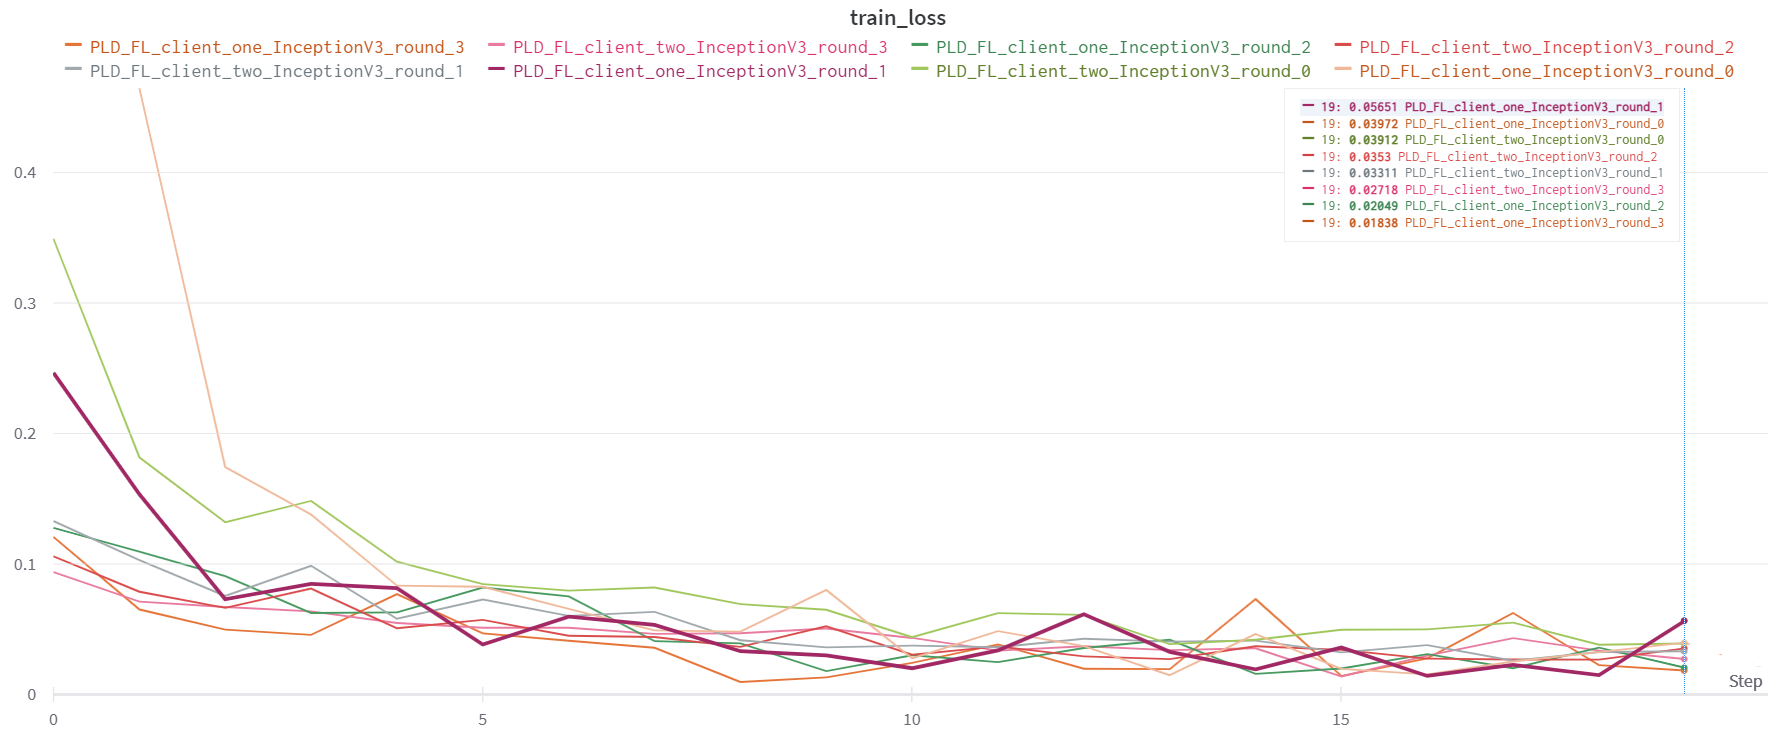 train_loss
PLD_FL_client_one_InceptionV3_round_3 PLD_FL_client_two_InceptionV3_round_3 PLD_FL_client_one_InceptionV3_round_2 PLD_FL_client_two_InceptionV3_round_2
PLD_FL_client_two_InceptionV3_round_1 PLD_FL_client_one_InceptionV3_round_1 PLD_FL_client_two_InceptionV3_round_0 PLD_FL_client_one_InceptionV3_round_0
19: 0.05651 PLD_FL_client_one_InceptionV3_round_1
19: 0.03972 PLD_FL_client_one_InceptionV3_round_0
19: 0.03912 PLD_FL_client_two_InceptionV3_round_0
19: 0.0353 PLD_FL_client_two_InceptionV3_round_2
19: 0.03311 PLD_FL_client_two_InceptionV3_round_1
19: 0.02718 PLD_FL_client_two_InceptionV3_round_3
19: 0.02049 PLD_FL_client_one_InceptionV3_round_2
19: 0.01838 PLD_FL_client_one_InceptionV3_round_3
0.4
0.3
0.2
0.1
0
Step
0 5 10 15